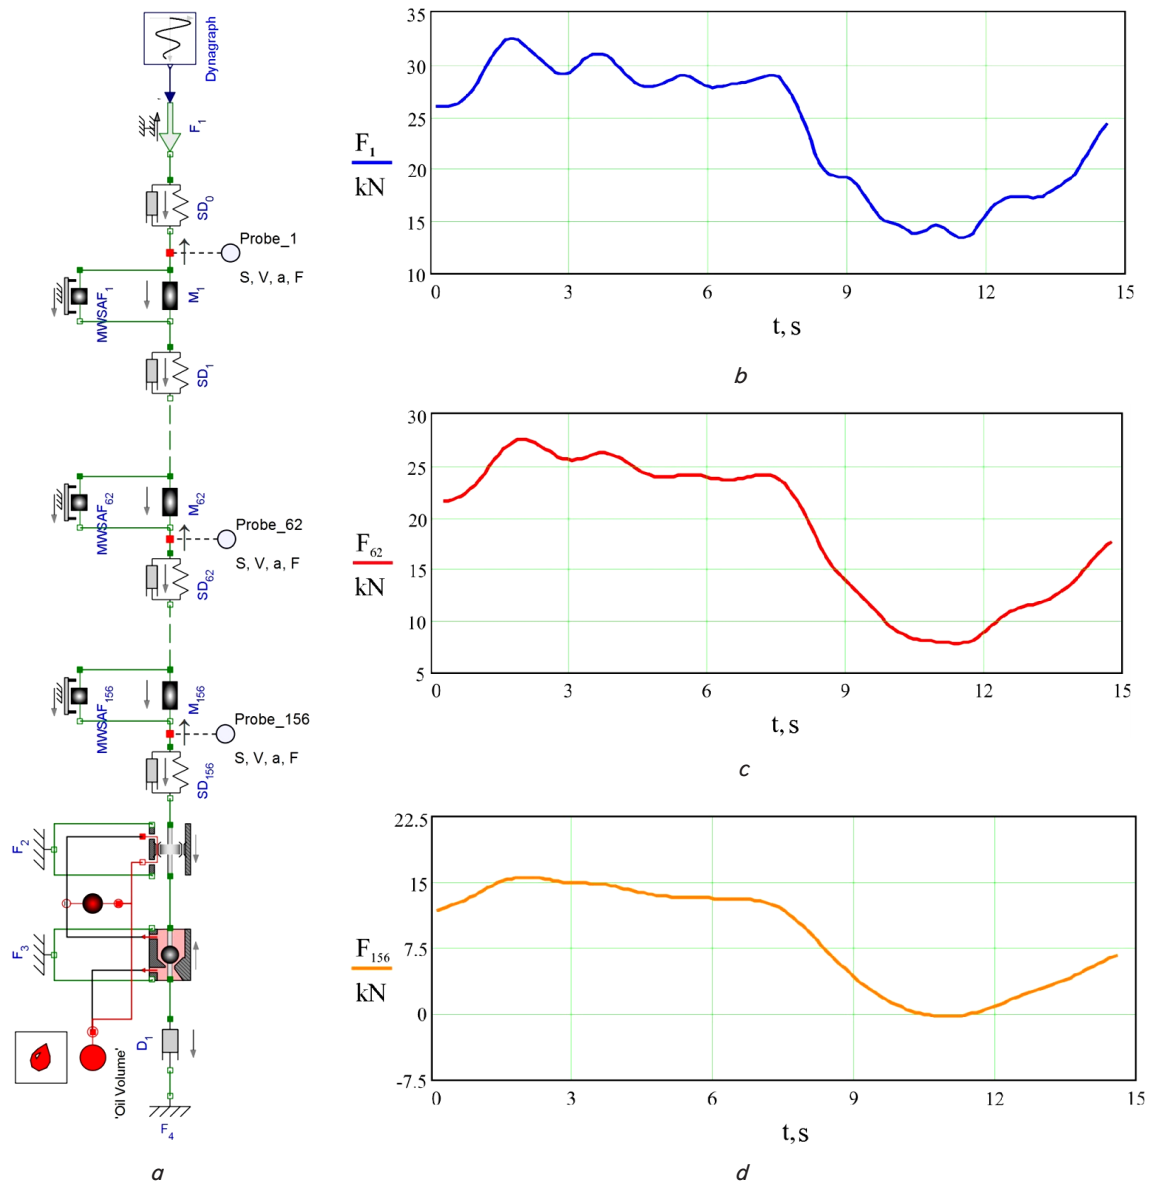 Dynagraph
F1
SD0
Probe_1
S, V, a, F
MWSAF1
M1
SD1
MWSAF62
M62
Probe_62
S, V, a, F
SD62
MWSAF156
M156
Probe_156
S, V, a, F
SD156
F2
F3
D1
'Oil Volume'
F4
a
35
30
25
20
15
10
F1
kN
0 3 6 9 12 15
t, s
b
30
25
20
15
10
5
F62
kN
0 3 6 9 12 15
t, s
c
22.5
15
7.5
0
-7.5
F156
kN
0 3 6 9 12 15
t, s
d